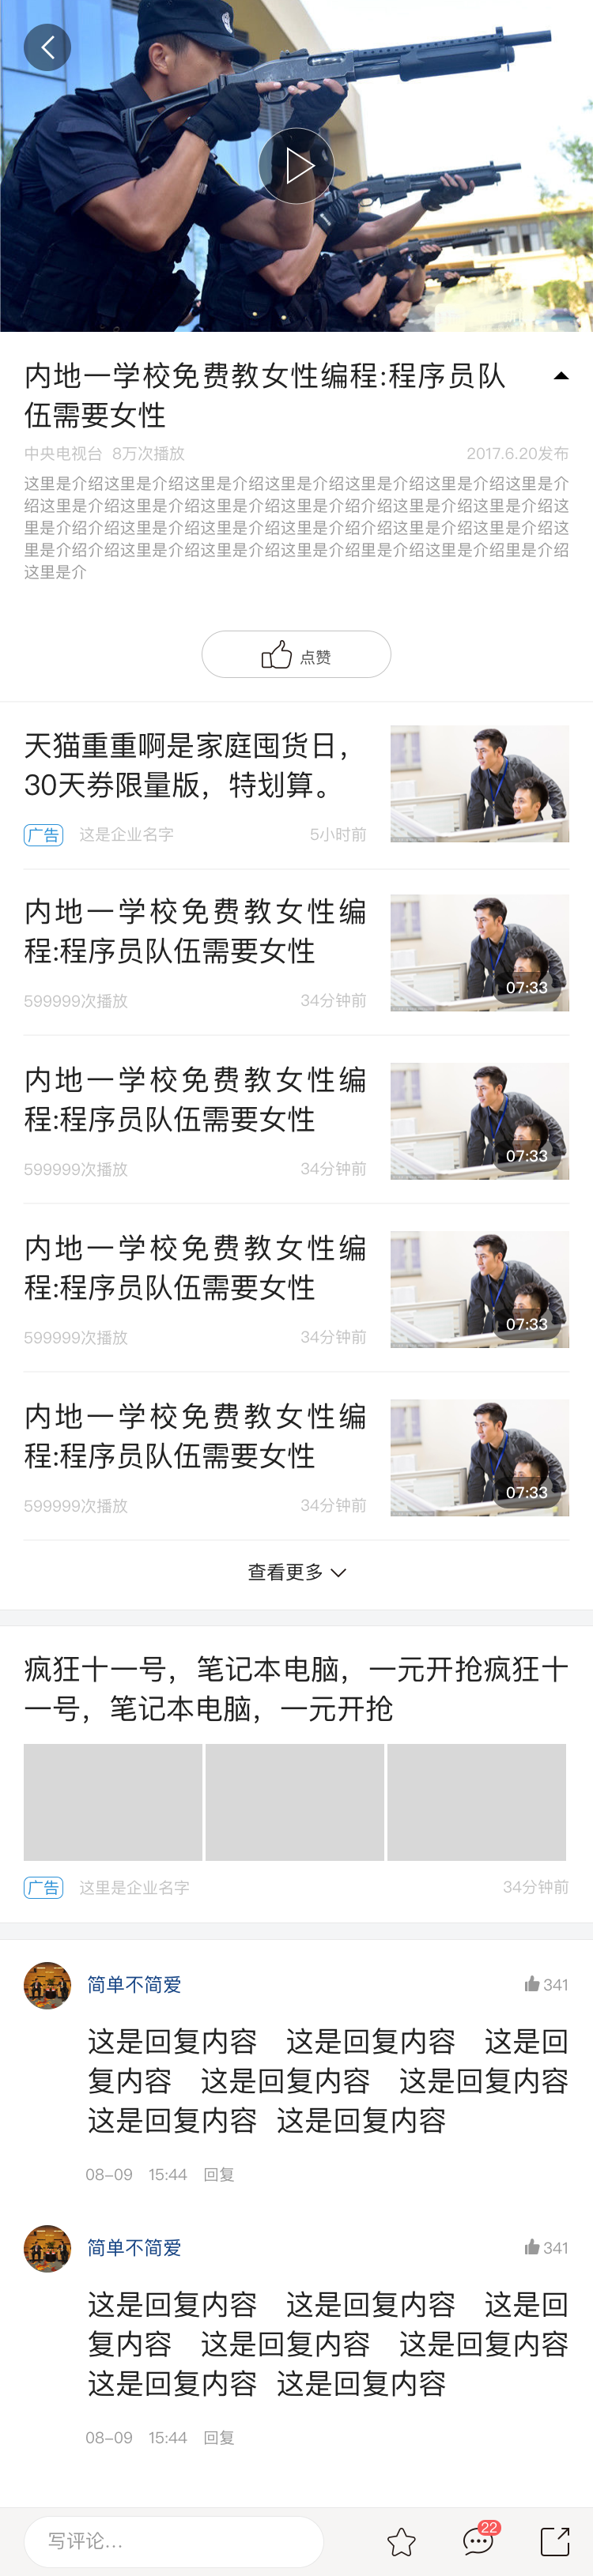 内地一学校免费教女性编程:程序员队
伍需要女性
中央电视台 8万次播放 2017.6.20发布
这里是介绍这里是介绍这里是介绍这里是介绍这里是介绍这里是介绍这里是介
绍这里是介绍这里是介绍这里是介绍这里是介绍介绍这里是介绍这里是介绍这
里是介绍介绍这里是介绍这里是介绍这里是介绍介绍这里是介绍这里是介绍这
里是介绍介绍这里是介绍这里是介绍这里是介绍里是介绍这里是介绍里是介绍
这里是介
点赞
天猫重重啊是家庭囤货日，
30天券限量版，特划算。
广告 这是企业名字 5小时前
内地一学校免费教女性编
程:程序员队伍需要女性
07:33
599999次播放 34分钟前
内地一学校免费教女性编
程:程序员队伍需要女性
07:33
599999次播放 34分钟前
内地一学校免费教女性编
程:程序员队伍需要女性
07:33
599999次播放 34分钟前
内地一学校免费教女性编
程:程序员队伍需要女性
07:33
599999次播放 34分钟前
查看更多
疯狂十一号，笔记本电脑，一元开抢疯狂十
一号，笔记本电脑，一元开抢
广告 这里是企业名字 34分钟前
简单不简爱 341
这是回复内容 这是回复内容 这是回
复内容 这是回复内容 这是回复内容
这是回复内容 这是回复内容
08-09 15:44 回复
简单不简爱 341
这是回复内容 这是回复内容 这是回
复内容 这是回复内容 这是回复内容
这是回复内容 这是回复内容
08-09 15:44 回复
写评论... 22